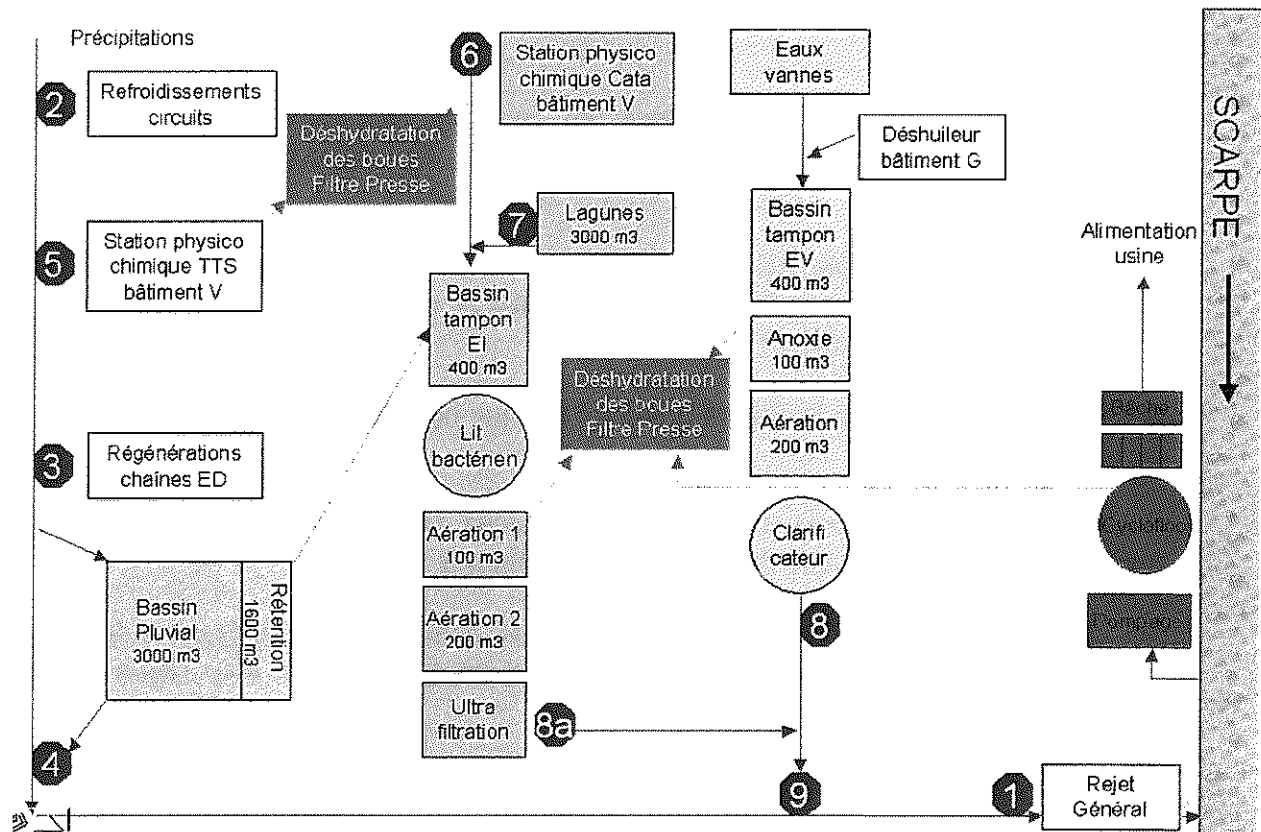 Précipitations
2
Refroidissements
circuits
5
Station physico
chimique TTS
bâtiment V
3
Régénérations
chaînes ED
Bassin
Pluvial
3000 m3
Rétention
1600 m3
4
Déshydratation
des boues
Filtre Presse
6
Station physico
chimique Cata
bâtiment V
7
Lagunes
3000 m3
Bassin
tampon
EI
400 m3
Lit
bactérien
Aération 1
100 m3
Aération 2
200 m3
Ultra
filtration
8a
Déshydratation
des boues
Filtre Presse
Eaux
vannes
Déshuileur
bâtiment G
Bassin
tampon
EV
400 m3
Anoxie
100 m3
Aération
200 m3
Clarifi
cateur
8
9
Alimentation
usine
1
Rejet
Général
SCARPE